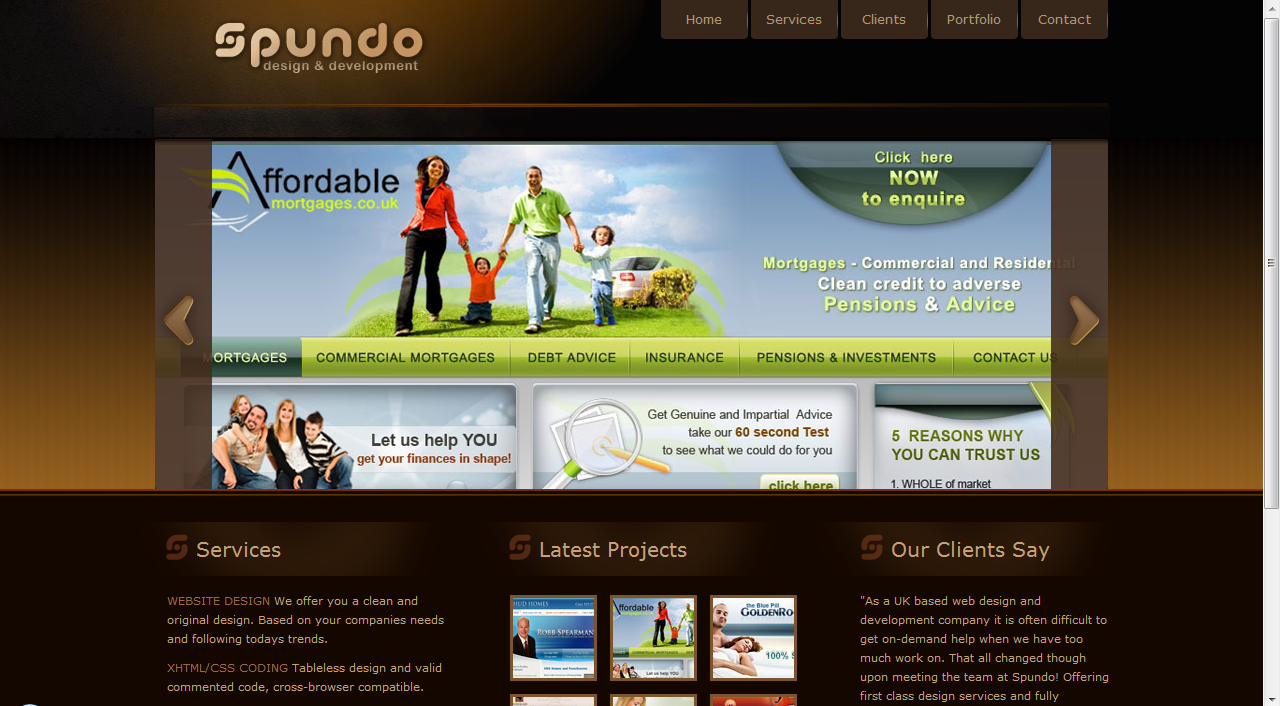 Spundo
design & development
Home
Services
Clients
Portfolio
Contact
Affordable
mortgages.co.uk
Click here
NOW
to enquire
Mortgages - Commercial and Residental
Clean credit to adverse
Pensions & Advice
MORTGAGES
COMMERCIAL MORTGAGES
DEBT ADVICE
INSURANCE
PENSIONS & INVESTMENTS
CONTACT US
Let us help YOU
get your finances in shape!
Get Genuine and Impartial Advice
take our 60 second Test
to see what we could do for you
click here
5 REASONS WHY
YOU CAN TRUST US
1. WHOLE of market
Services
WEBSITE DESIGN We offer you a clean and
original design. Based on your companies needs
and following todays trends.
XHTML/CSS CODING Tableless design and valid
commented code, cross-browser compatible.
Latest Projects
HUD HOMES
ROBB SPEARMAN
ffordable
mortgages.co.uk
COMMERCIAL MORTGAGES
Let us help YOU
the Blue Pill
GOLDENRO
100% S
Our Clients Say
"As a UK based web design and
development company it is often difficult to
get on-demand help when we have too
much work on. That all changed though
upon meeting the team at Spundo! Offering
first class design services and fully